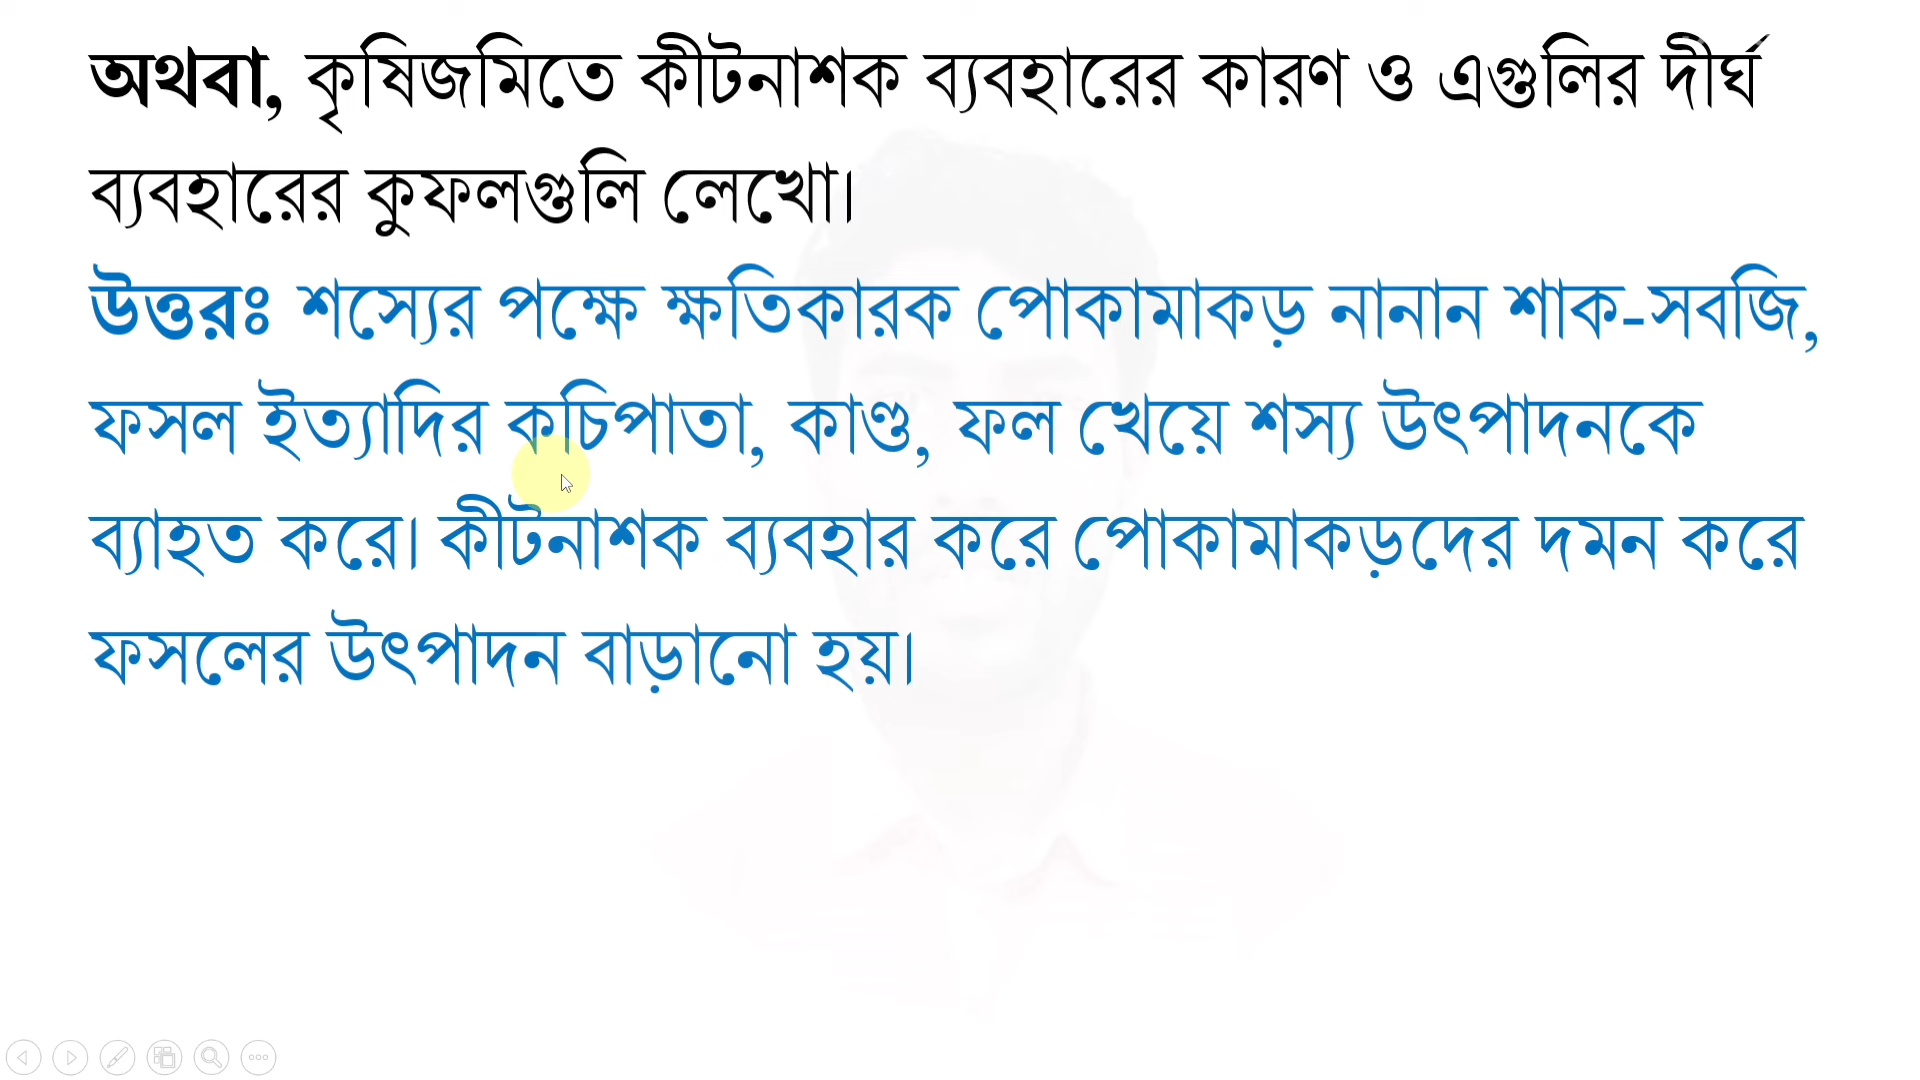 অথবা, কৃষিজমিতে কীটনাশক ব্যবহারের কারণ ও এগুলির দীর্ঘ
ব্যবহারের কুফলগুলি লেখো।
উত্তরঃ শস্যের পক্ষে ক্ষতিকারক পোকামাকড় নানান শাক-সবজি,
ফসল ইত্যাদির কচিপাতা, কাণ্ড, ফল খেয়ে শস্য উৎপাদনকে
ব্যাহত করে। কীটনাশক ব্যবহার করে পোকামাকড়দের দমন করে
ফসলের উৎপাদন বাড়ানো হয়।